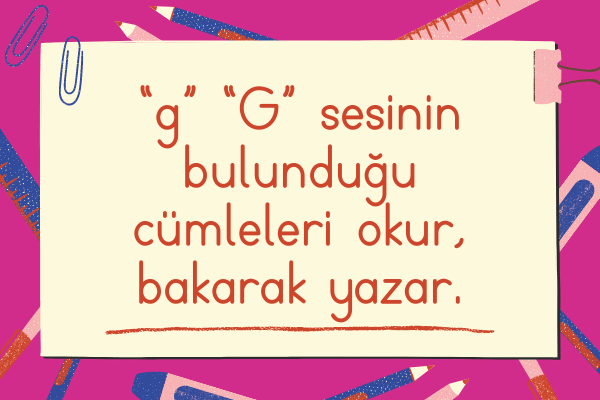 “g” “G” sesinin
bulunduğu
cümleleri okur,
bakarak yazar.